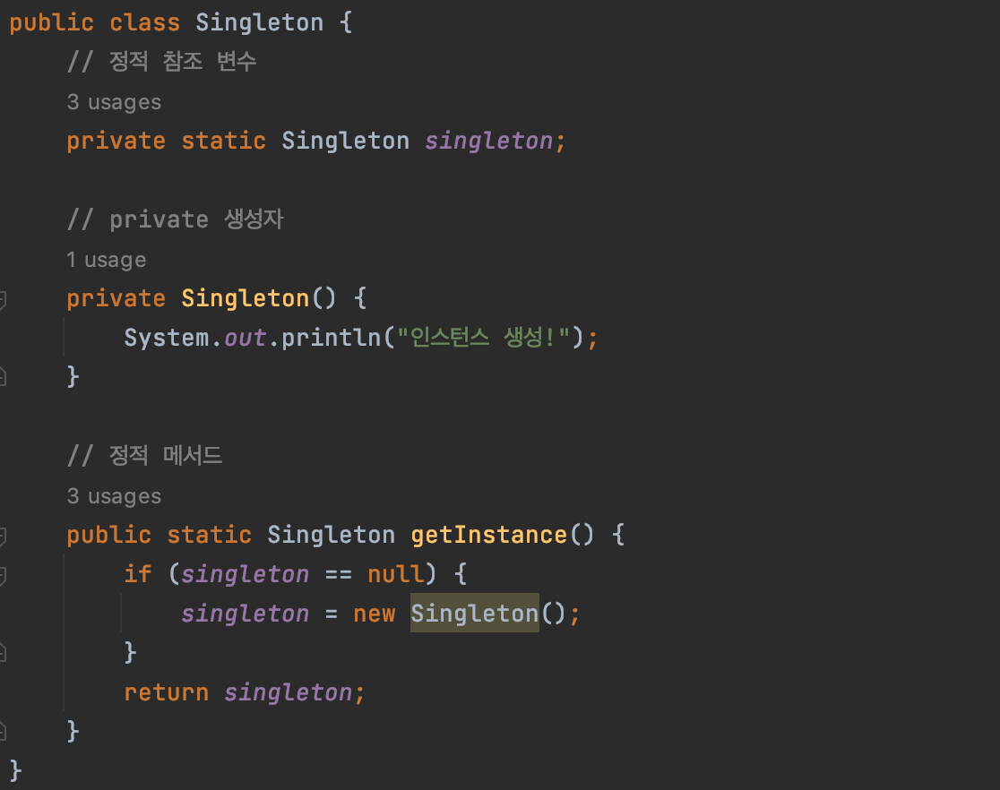 public class Singleton {
// 정적 참조 변수
3 usages
private static Singleton singleton;
// private 생성자
1 usage
private Singleton() {
System.out.println("인스턴스 생성!");
}
// 정적 메서드
3 usages
public static Singleton getInstance() {
if (singleton == null) {
singleton = new Singleton();
}
return singleton;
}
}